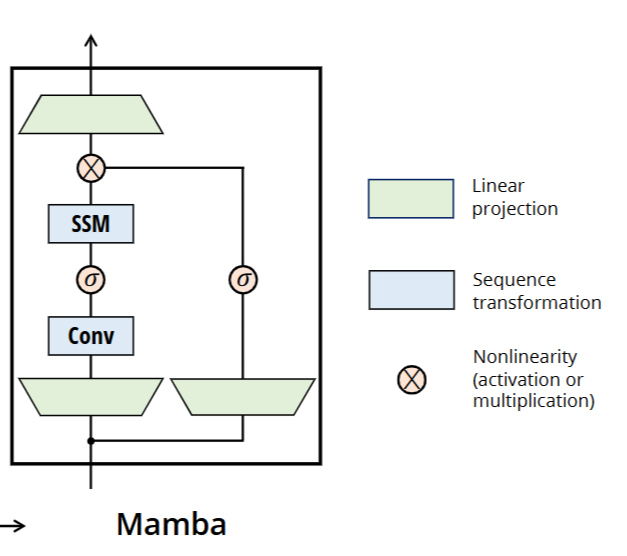 SSM
σ
σ
Conv
Linear
projection
Sequence
transformation
Nonlinearity
(activation or
multiplication)
Mamba